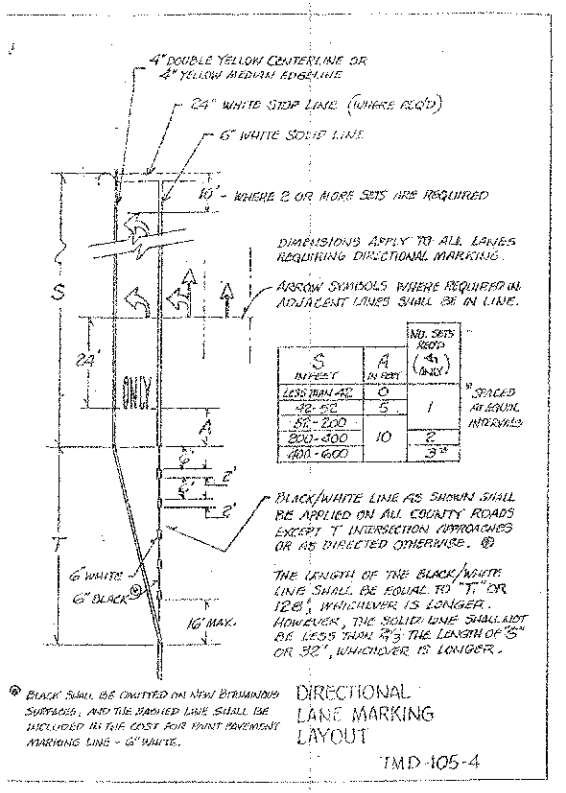 4" DOUBLE YELLOW CENTERLINE OR
4" YELLOW MEDIAN EDGELINE
24" WHITE STOP LINE (WHERE REQ'D)
6" WHITE SOLID LINE
10' - WHERE 2 OR MORE SETS ARE REQUIRED
DIMENSIONS APPLY TO ALL LANES
REQUIRING DIRECTIONAL MARKING.
S
ARROW SYMBOLS WHERE REQUIRED IN
ADJACENT LANES SHALL BE IN LINE.
24'
ONLY
A
S
IN FEET
A
IN FEET
NO. SETS
REQ'D
ONLY
LESS THAN 42
0
42-52
5
1
52-200
200-400
10
2
400-600
3*
* SPACED
AT EQUAL
INTERVALS
6'
2'
6'
2'
BLACK/WHITE LINE AS SHOWN SHALL
BE APPLIED ON ALL COUNTY ROADS
EXCEPT T INTERSECTION APPROACHES
OR AS DIRECTED OTHERWISE.
T
6" WHITE
6" BLACK
16' MAX.
THE LENGTH OF THE BLACK/WHITE
LINE SHALL BE EQUAL TO "T" OR
128', WHICHEVER IS LONGER.
HOWEVER, THE SOLID LINE SHALL NOT
BE LESS THAN 2/3 THE LENGTH OF "S"
OR 32', WHICHEVER IS LONGER.
BLACK SHALL BE OMITTED ON NEW BITUMINOUS
SURFACES, AND THE DASHED LINE SHALL BE
INCLUDED IN THE COST FOR PAINT PAVEMENT
MARKING LINE - 6" WHITE.
DIRECTIONAL
LANE MARKING
LAYOUT
TMD-105-4